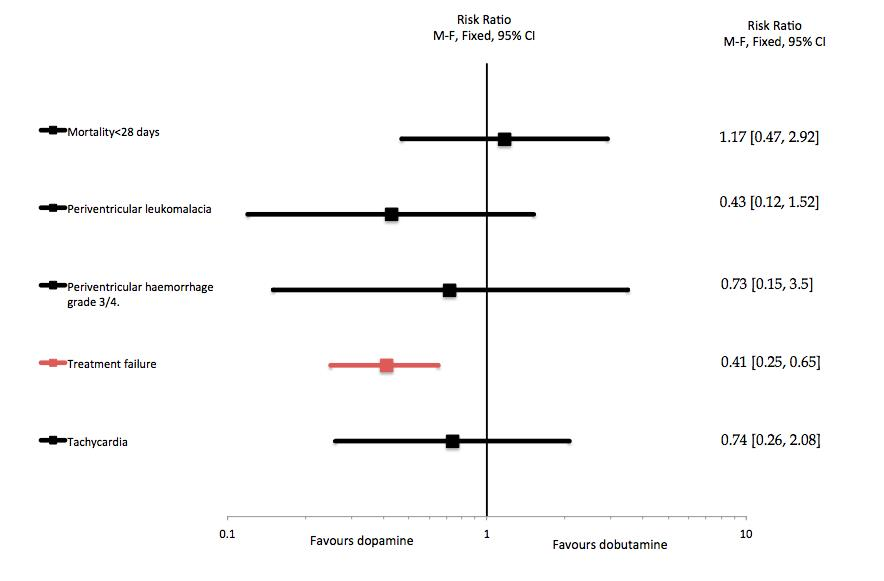 Risk Ratio
M-F, Fixed, 95% CI
Risk Ratio
M-F, Fixed, 95% CI
Mortality<28 days
1.17 [0.47, 2.92]
Periventricular leukomalacia
0.43 [0.12, 1.52]
Periventricular haemorrhage
grade 3/4.
0.73 [0.15, 3.5]
Treatment failure
0.41 [0.25, 0.65]
Tachycardia
0.74 [0.26, 2.08]
0.1
1
10
Favours dopamine
Favours dobutamine